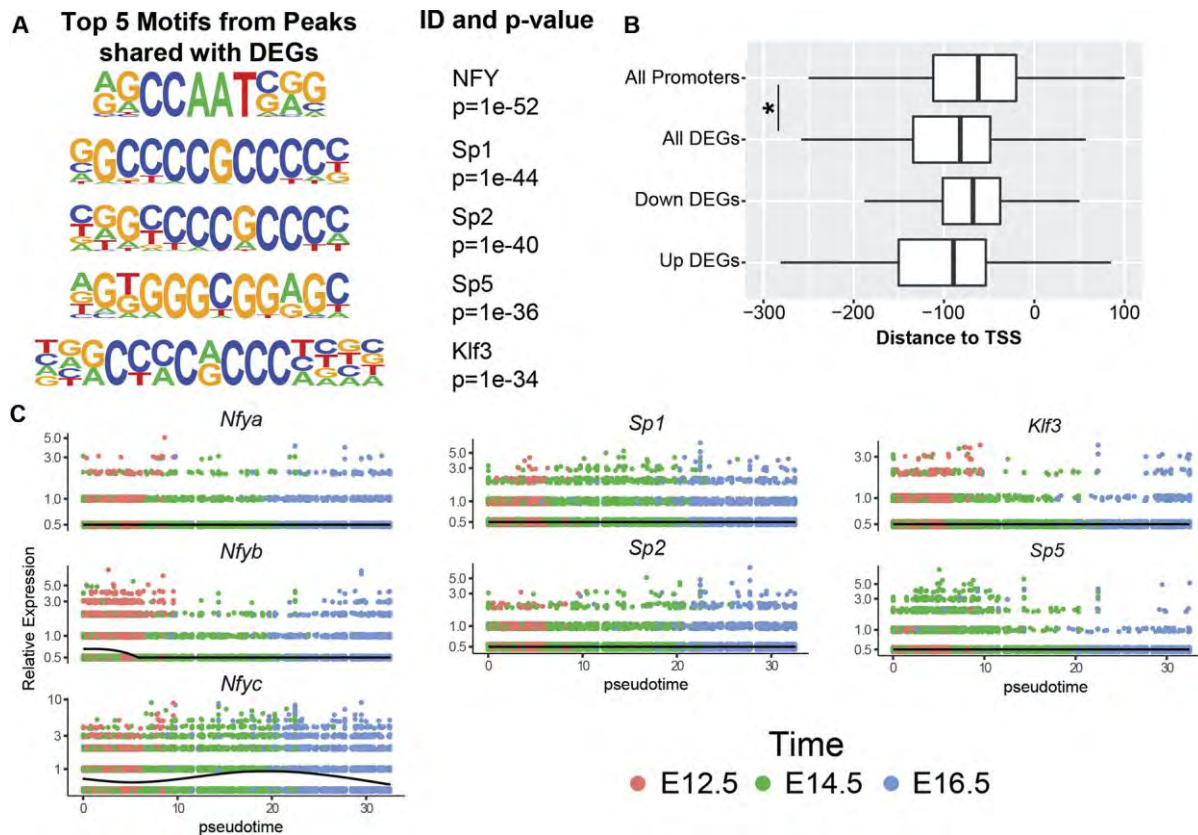 A
Top 5 Motifs from Peaks
shared with DEGs
ID and p-value
NFY
p=1e-52
Sp1
p=1e-44
Sp2
p=1e-40
Sp5
p=1e-36
Klf3
p=1e-34
B
All Promoters
All DEGs
Down DEGs
Up DEGs
*
−300 −200 −100 0 100
Distance to TSS
C
Nfya
5.0
3.0
1.0
0.5
Nfyb
5.0
3.0
1.0
0.5
Nfyc
10
3
1
0 10 20 30
pseudotime
Relative Expression
Sp1
5.0
3.0
1.0
0.5
Sp2
5.0
3.0
1.0
0.5
0 10 20 30
pseudotime
Klf3
3.0
1.0
0.5
Sp5
5.0
3.0
1.0
0.5
0 10 20 30
pseudotime
Time
E12.5 E14.5 E16.5